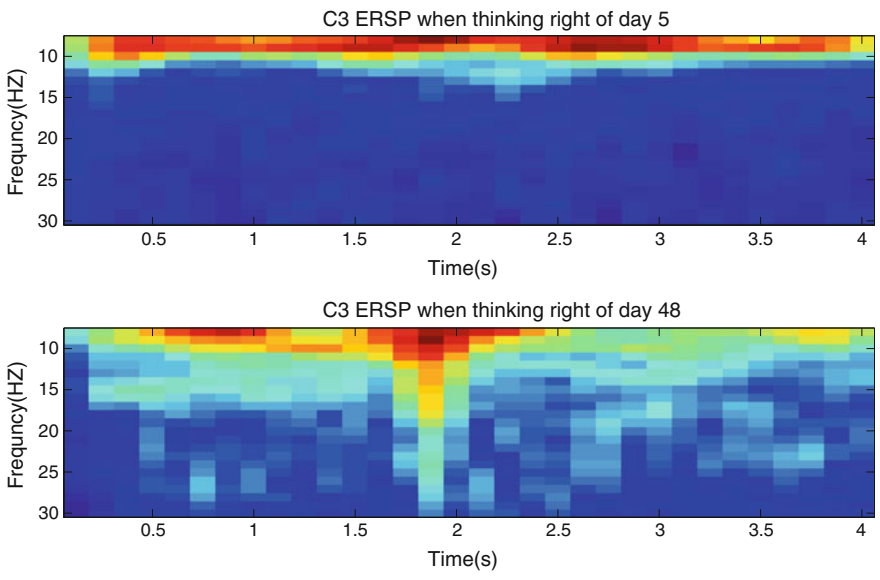 C3 ERSP when thinking right of day 5
10
15
20
25
30
Frequncy(HZ)
0.5 1 1.5 2 2.5 3 3.5 4
Time(s)
C3 ERSP when thinking right of day 48
10
15
20
25
30
Frequncy(HZ)
0.5 1 1.5 2 2.5 3 3.5 4
Time(s)